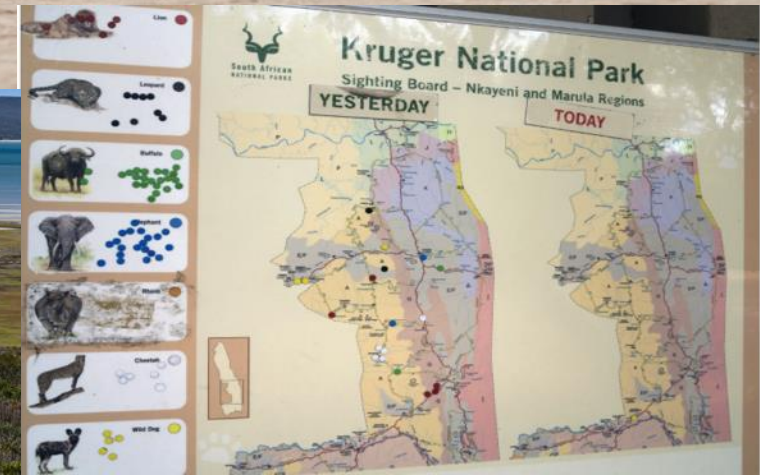 Lion
Leopard
Buffalo
Elephant
Rhino
Cheetah
Wild Dog
South African
NATIONAL PARKS
Kruger National Park
Sighting Board – Nkayeni and Marula Regions
YESTERDAY
TODAY